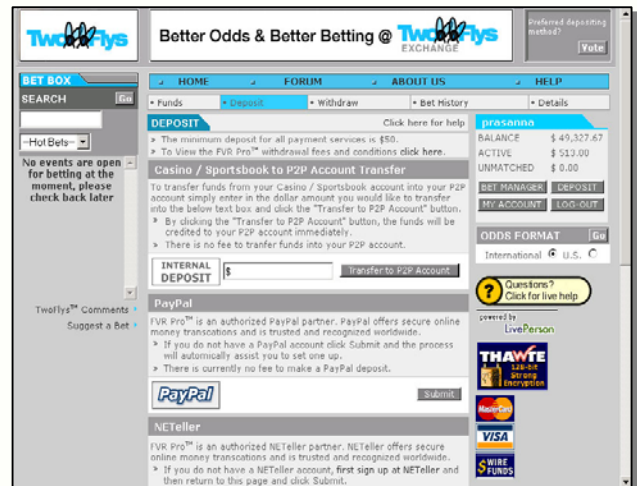 TwoFlys
Better Odds & Better Betting @ TwoFlys
EXCHANGE
Preferred depositing
method?
Vote
BET BOX
SEARCH Go
--Hot Bets--
No events are open
for betting at the
moment, please
check back later
TwoFlys™ Comments
Suggest a Bet
HOME FORUM ABOUT US HELP
• Funds • Deposit • Withdraw • Bet History • Details
DEPOSIT Click here for help
» The minimum deposit for all payment services is $50.
» To View the FVR Pro™ withdrawal fees and conditions click here.
Casino / Sportsbook to P2P Account Transfer
To transfer funds from your Casino / Sportsbook account into your P2P
account simply enter in the dollar amount you would like to transfer
into the below text box and click the "Transfer to P2P Account" button.
» By clicking the "Transfer to P2P Account" button, the funds will be
credited to your P2P account immediately.
» There is no fee to tranfer funds into your P2P account.
INTERNAL
DEPOSIT
$
Transfer to P2P Account
PayPal
FVR Pro™ is an authorized PayPal partner. PayPal offers secure online
money transcations and is trusted and recognized worldwide.
» If you do not have a PayPal account click Submit and the process
will automically assist you to set one up.
» There is currently no fee to make a PayPal deposit.
PayPal
Submit
NETeller
FVR Pro™ is an authorized NETeller partner. NETeller offers secure
online money transcations and is trusted and recognized worldwide.
» If you do not have a NETeller account, first sign up at NETeller and
then return to this page and click Submit.
prasanna
BALANCE $ 49,327.67
ACTIVE $ 513.00
UNMATCHED $ 0.00
BET MANAGER DEPOSIT
MY ACCOUNT LOG-OUT
ODDS FORMAT Go
International U.S.
? Questions?
Click for live help
powered by
LivePerson
THAWTE
128-bit
Strong
Encryption
MasterCard
VISA
$WIRE
FUNDS